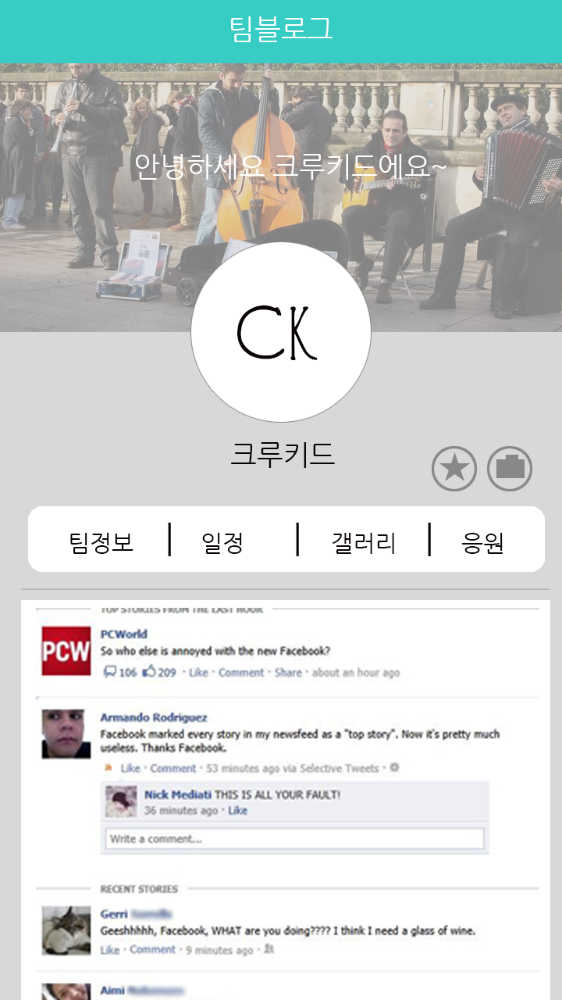 팀블로그
안녕하세요 크루키드에요~
CK
크루키드
팀정보 | 일정 | 갤러리 | 응원
TOP STORIES FROM THE LAST HOUR
PCWorld
So who else is annoyed with the new Facebook?
106 209 · Like · Comment · Share · about an hour ago
PCW
Armando Rodriguez
Facebook marked every story in my newsfeed as a "top story". Now it's pretty much
useless. Thanks Facebook.
Like · Comment · 53 minutes ago via Selective Tweets ·
Nick Mediati THIS IS ALL YOUR FAULT!
36 minutes ago · Like
Write a comment...
RECENT STORIES
Gerri
Geeshhhhh, Facebook, WHAT are you doing???? I think I need a glass of wine.
Like · Comment · 9 minutes ago ·
Aimi